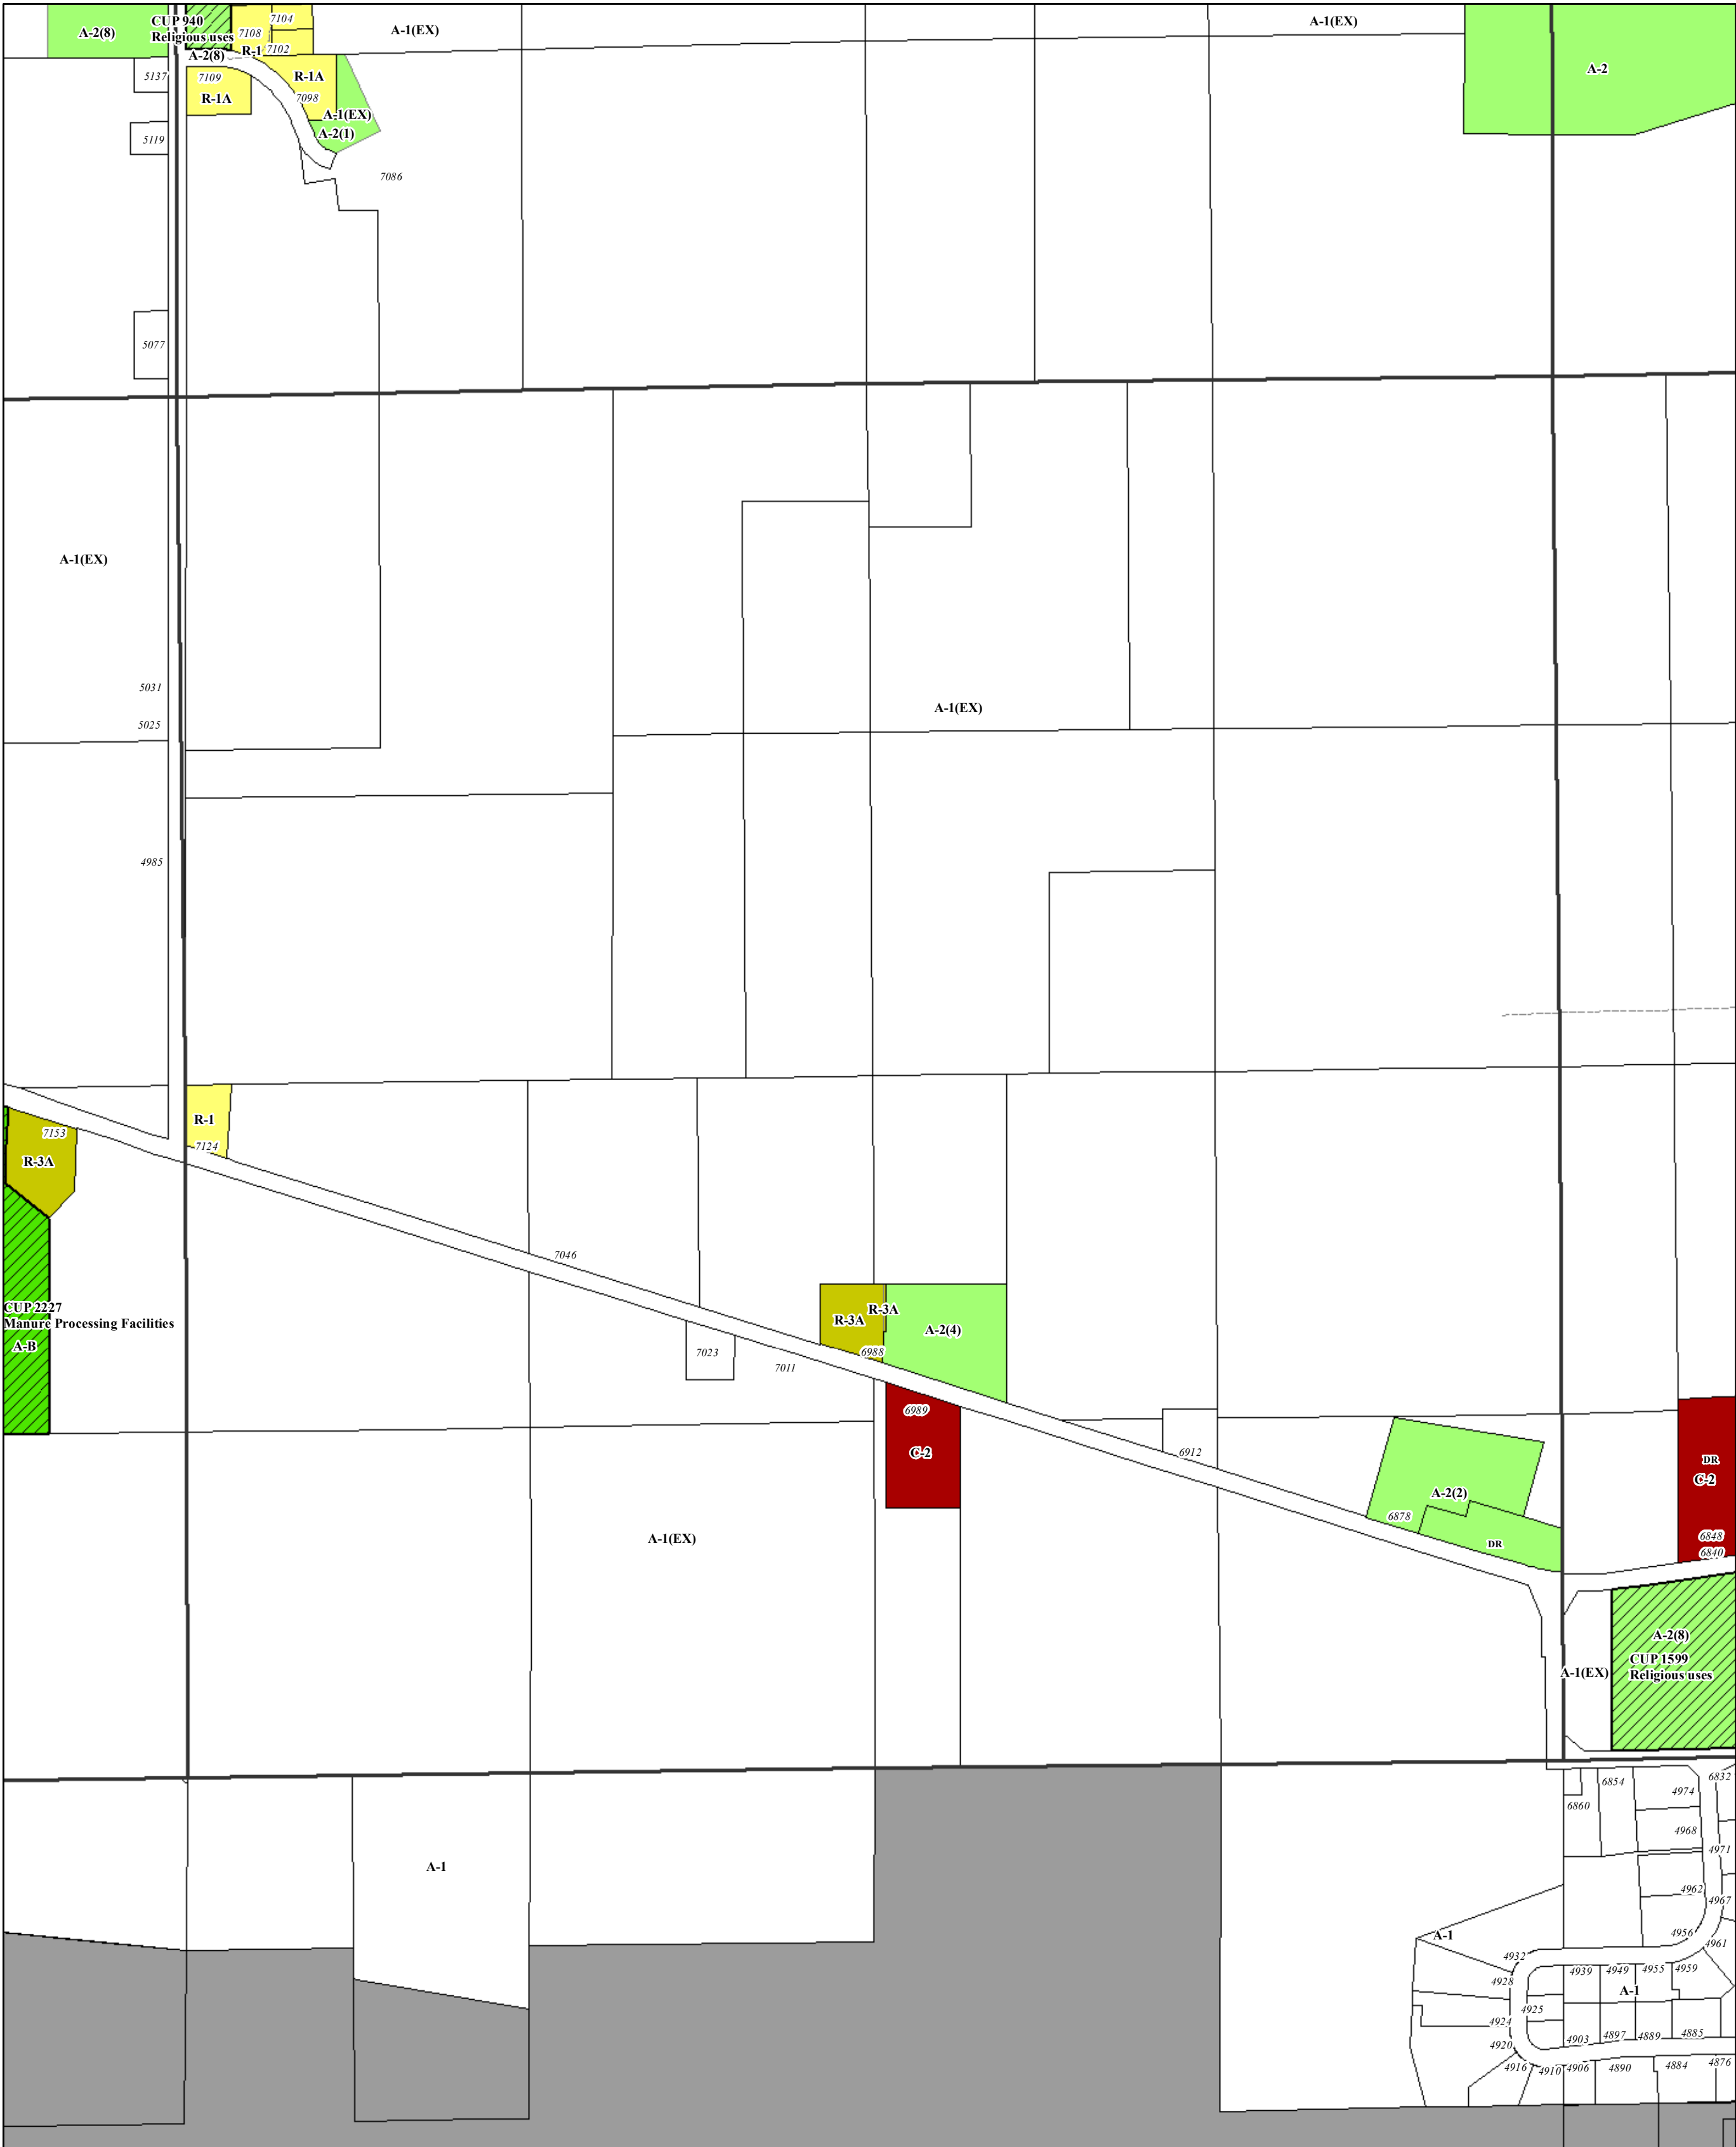 CUP 940
Religious uses
A-2(8)
7104
7108
7102
R-1
A-1(EX)
A-1(EX)
A-2
A-2(8)
5137
7109
R-1A
R-1A
7098
A-1(EX)
A-2(1)
5119
7086
5077
A-1(EX)
5031
5025
A-1(EX)
4985
R-1
7124
7153
R-3A
7046
CUP 2227
Manure Processing Facilities
A-B
R-3A
R-3A
A-2(4)
6988
7023
7011
6989
C-2
6912
A-2(2)
6878
DR
DR
C-2
6848
6840
A-1(EX)
A-2(8)
CUP 1599
Religious uses
A-1(EX)
6854
6832
4974
6860
4968
4971
A-1
4962
4967
4956
4961
A-1
4932
4939
4949
4955
4959
4928
A-1
4925
4924
4903
4897
4889
4885
4920
4916
4910
4906
4890
4884
4876